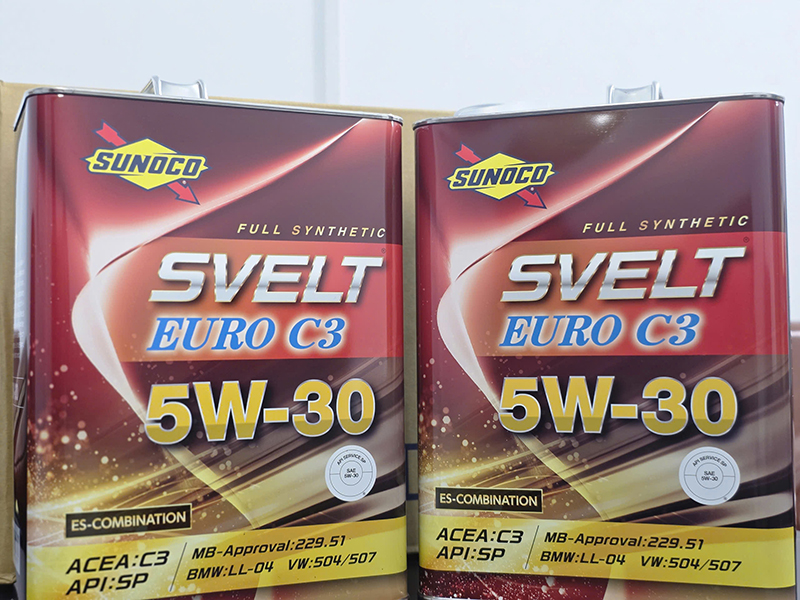 SUNOCO
FULL SYNTHETIC
SVELT
EURO C3
5W-30
API SERVICE SP
SAE
5W-30
ES-COMBINATION
ACEA:C3
API:SP
MB-Approval:229.51
BMW:LL-04 VW:504/507
SUNOCO
FULL SYNTHETIC
SVELT
EURO C3
5W-30
API SERVICE SP
SAE
5W-30
ES-COMBINATION
ACEA:C3
API:SP
MB-Approval:229.51
BMW:LL-04 VW:504/507